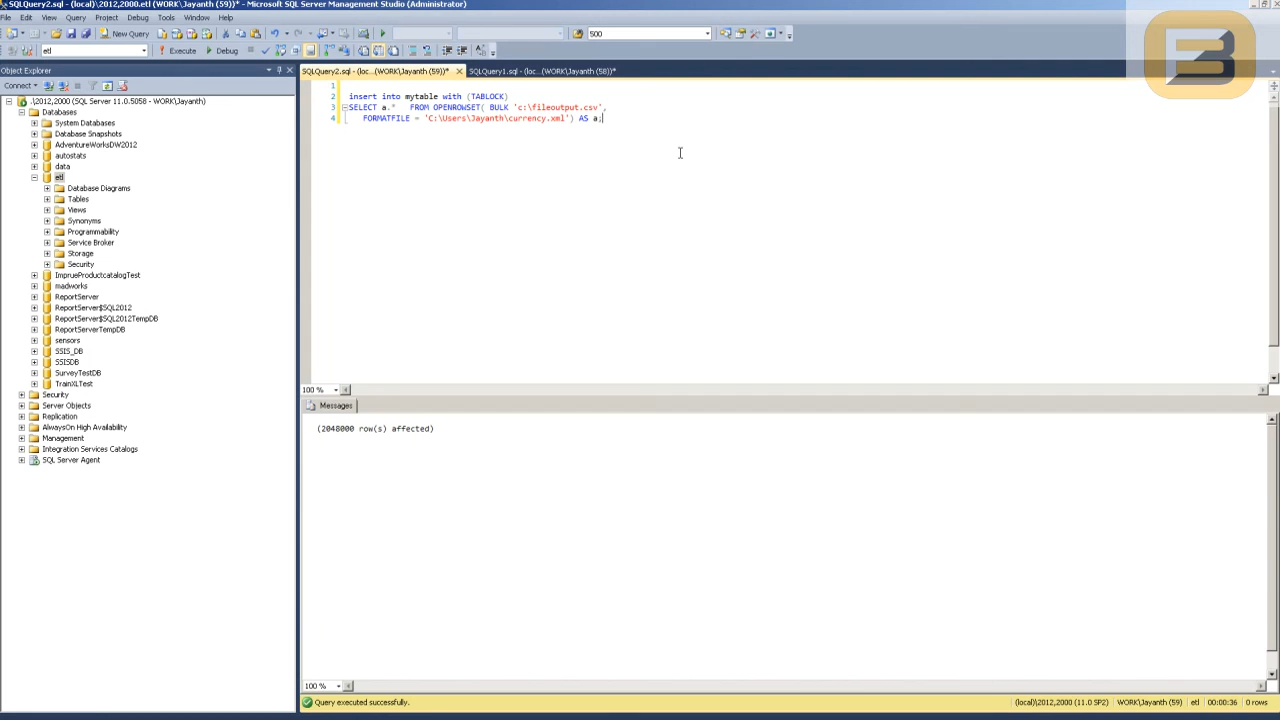 SQLQuery2.sql - (local)\2012,2000.etl (WORK\Jayanth (59))* - Microsoft SQL Server Management Studio (Administrator)
File Edit View Query Project Debug Tools Window Help
New Query 500
etl Execute Debug
Object Explorer
SQLQuery2.sql - (loc...(WORK\Jayanth (59))* SQLQuery1.sql - (loc...(WORK\Jayanth (58))*
Connect
.\2012,2000 (SQL Server 11.0.5058 - WORK\Jayanth)
Databases
System Databases
Database Snapshots
AdventureWorksDW2012
autostats
data
etl
Database Diagrams
Tables
Views
Synonyms
Programmability
Service Broker
Storage
Security
ImprueProductcatalogTest
madworks
ReportServer
ReportServer$SQL2012
ReportServer$SQL2012TempDB
ReportServerTempDB
sensors
SSIS_DB
SSISDB
SurveyTestDB
TrainXLTest
Security
Server Objects
Replication
AlwaysOn High Availability
Management
Integration Services Catalogs
SQL Server Agent
1
2 insert into mytable with (TABLOCK)
3 SELECT a.* FROM OPENROWSET( BULK 'c:\fileoutput.csv',
4 FORMATFILE = 'C:\Users\Jayanth\currency.xml') AS a;
100 %
Messages
(2048000 row(s) affected)
100 %
Query executed successfully. (local)\2012,2000 (11.0 SP2) WORK\Jayanth (59) etl 00:00:36 0 rows
B